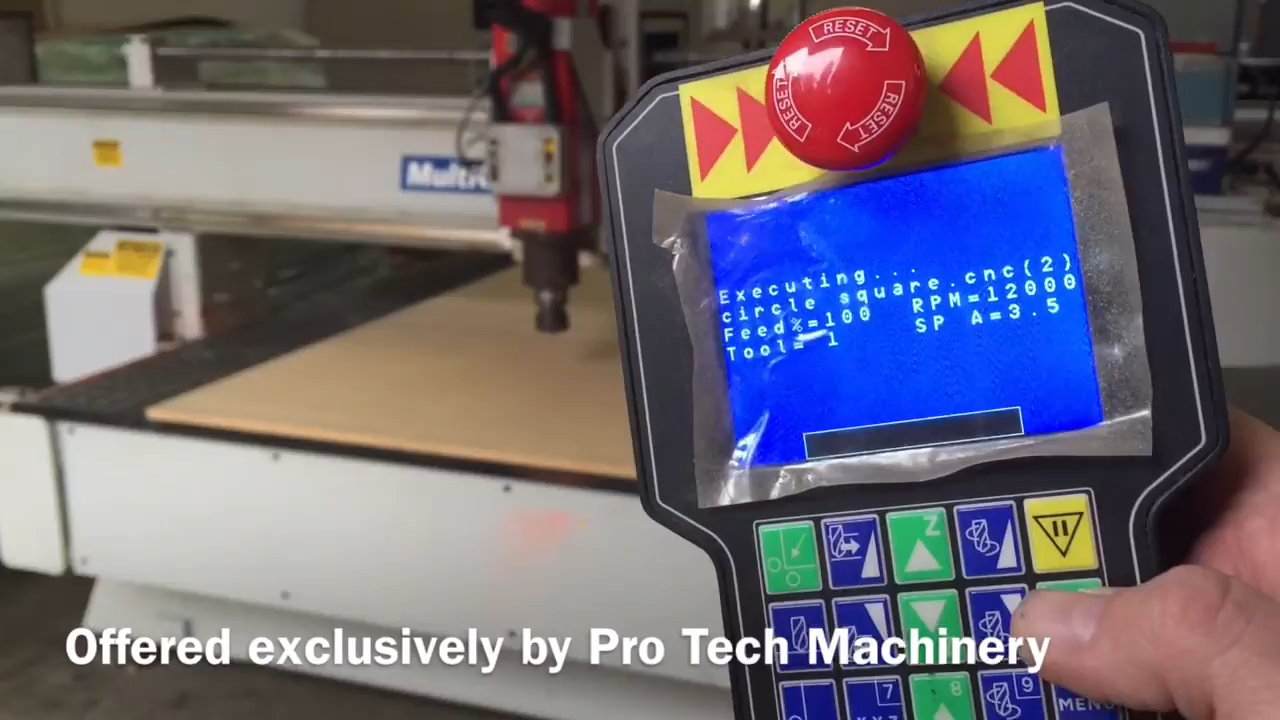 RESET
RESET
RESET
Multi
Executing...
circle square.cnc(2)
Feed%=100 RPM=12000
Tool= 1 SP A=3.5
Z
7
8
9
MENU
Offered exclusively by Pro Tech Machinery